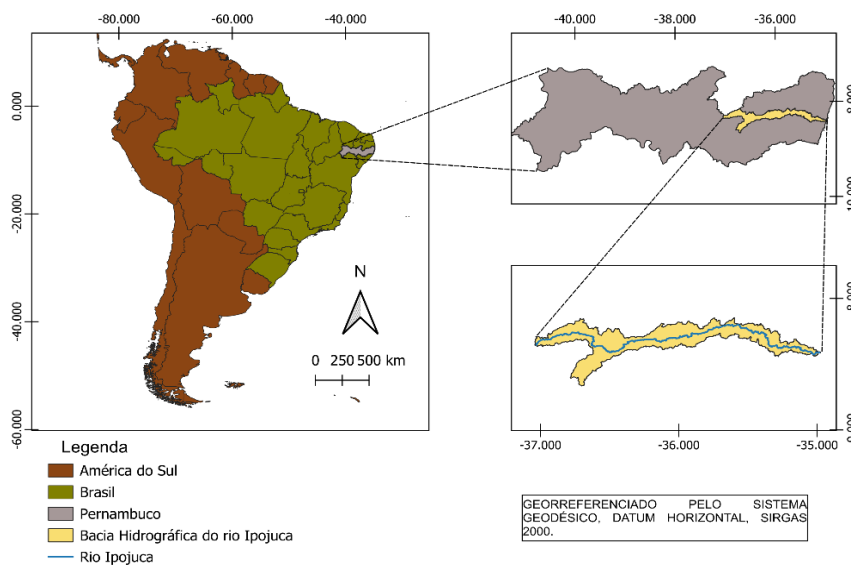 -80.000 -60.000 -40.000
-40.000 -38.000 -36.000
0.000
-20.000
-40.000
-60.000
N
0 250 500 km
-37.000 -36.000 -35.000
Legenda
América do Sul
Brasil
Pernambuco
Bacia Hidrográfica do rio Ipojuca
Rio Ipojuca
GEORREFERENCIADO PELO SISTEMA
GEODÉSICO, DATUM HORIZONTAL, SIRGAS
2000.